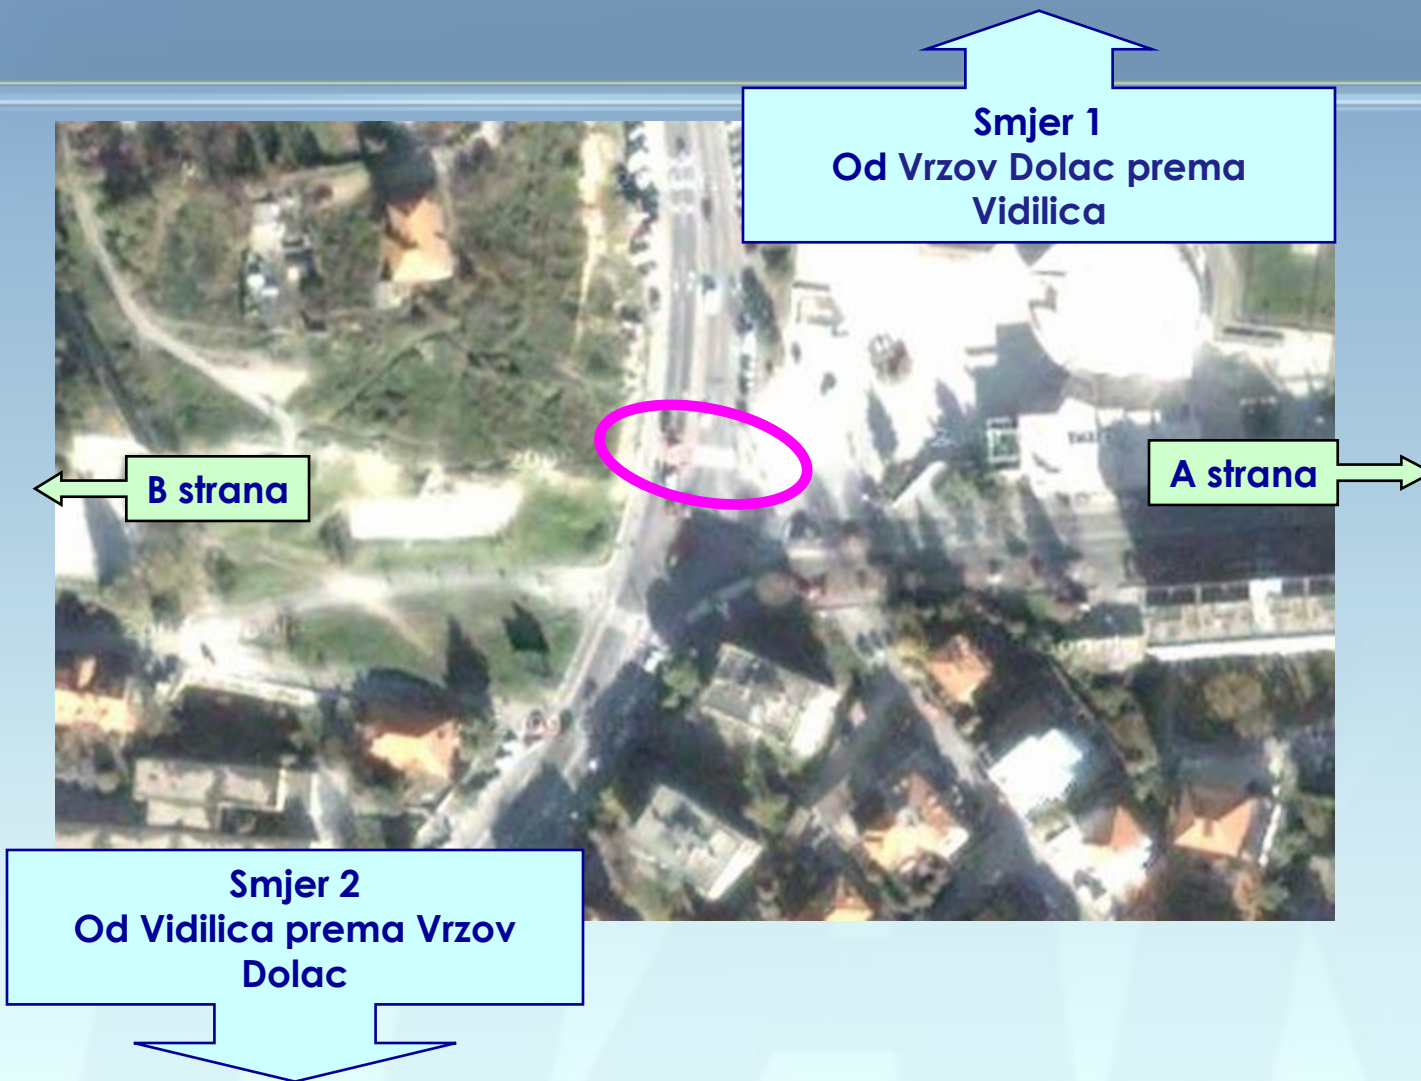 Smjer 1
Od Vrzov Dolac prema
Vidilica
B strana
A strana
Smjer 2
Od Vidilica prema Vrzov
Dolac